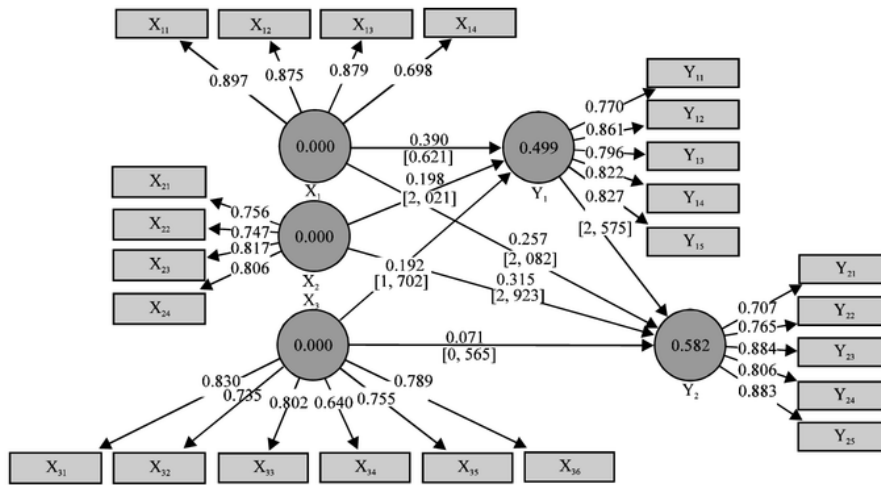 X₁₁ X₁₂ X₁₃ X₁₄
0.897 0.875 0.879 0.698
Y₁₁
0.770
Y₁₂
0.861
0.796
Y₁₃
0.822
Y₁₄
0.827
Y₁₅
0.000
0.390
[0.621]
0.499
X₁
0.198
[2, 021]
Y₁
[2, 575]
X₂₁
0.756
X₂₂
0.747
X₂₃
0.817
X₂₄
0.806
0.000
X₂
0.192
[1, 702]
0.257
[2, 082]
0.315
[2, 923]
X₃
0.000
0.071
[0, 565]
0.582
Y₂
Y₂₁
0.707
Y₂₂
0.765
Y₂₃
0.884
Y₂₄
0.806
Y₂₅
0.883
0.830 0.735 0.802 0.640 0.755 0.789
X₃₁ X₃₂ X₃₃ X₃₄ X₃₅ X₃₆